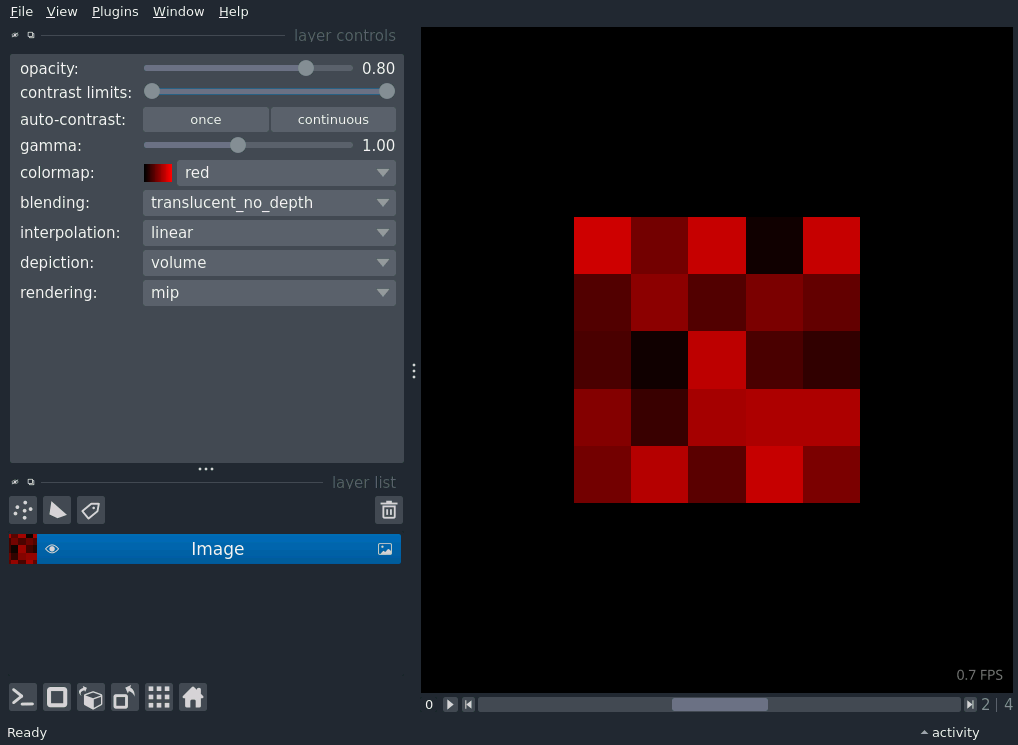 File View Plugins Window Help
layer controls
opacity: 0.80
contrast limits:
auto-contrast: once continuous
gamma: 1.00
colormap: red
blending: translucent_no_depth
interpolation: linear
depiction: volume
rendering: mip
layer list
Image
0.7 FPS
0 2 | 4
Ready activity